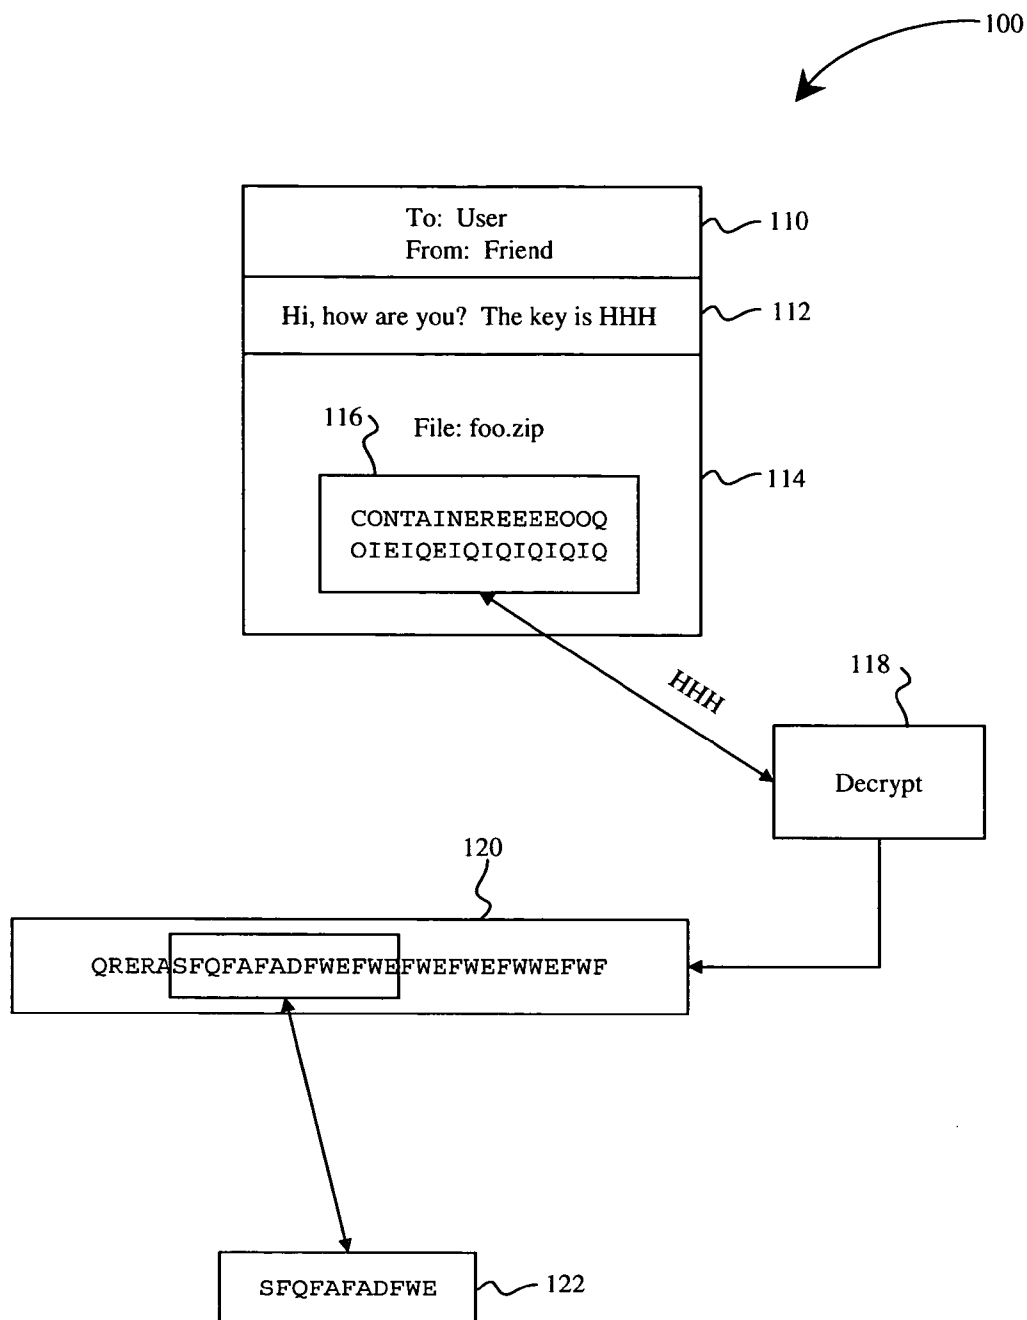 100
To: User
From: Friend
110
Hi, how are you? The key is HHH
112
116
File: foo.zip
114
CONTAINEREEEEOOQ
OIEIQEIQIQIQIQIQ
HHH
118
Decrypt
120
QRERASFQFAFADFWEFWEFWEFWEFWWEFWF
SFQFAFADFWE
122